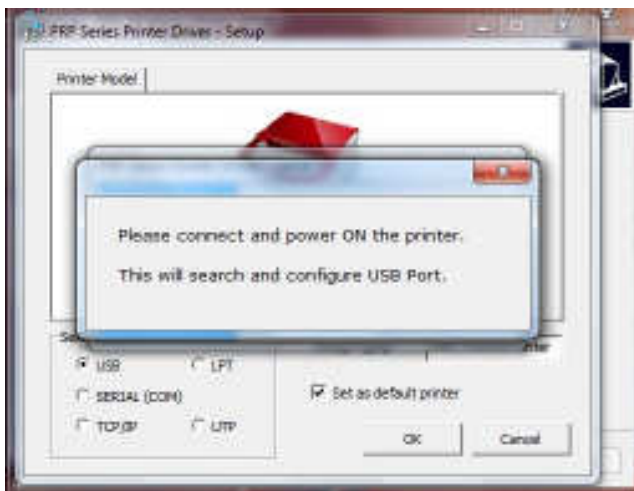 PRP Series Printer Driver - Setup
Printer Model
Please connect and power ON the printer.
This will search and configure USB Port.
USB
LPT
SERIAL (COM)
Set as default printer
TCP/IP
OK
Cancel